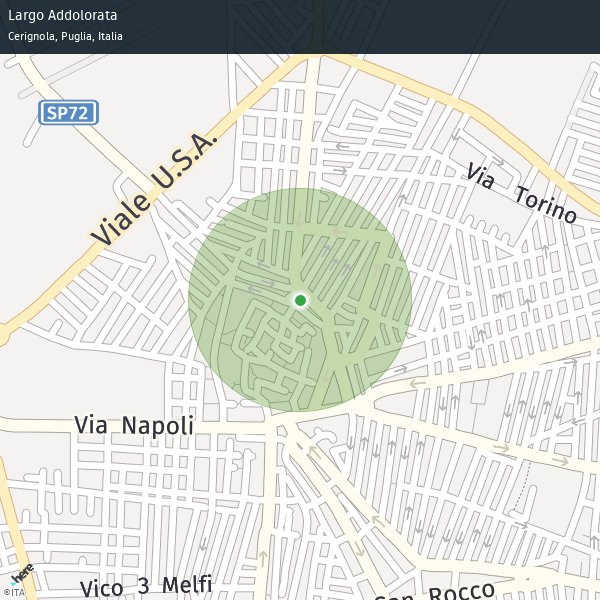 Largo Addolorata
Cerignola, Puglia, Italia
SP72
Viale U.S.A.
Via Torino
Via Napoli
here
©ITA
Vico 3 Melfi
San Rocco